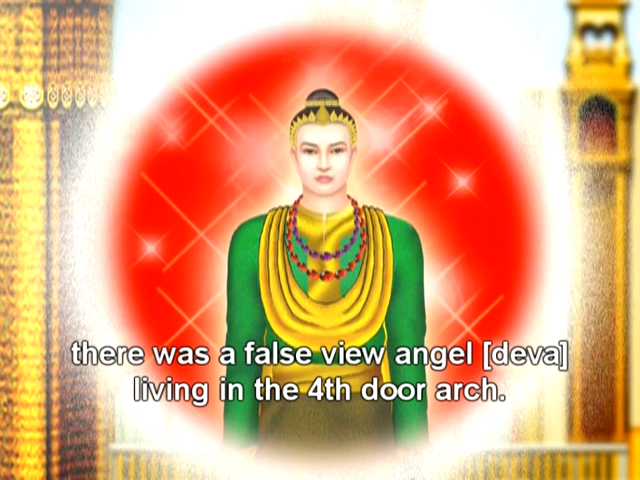 there was a false view angel [deva]
living in the 4th door arch.